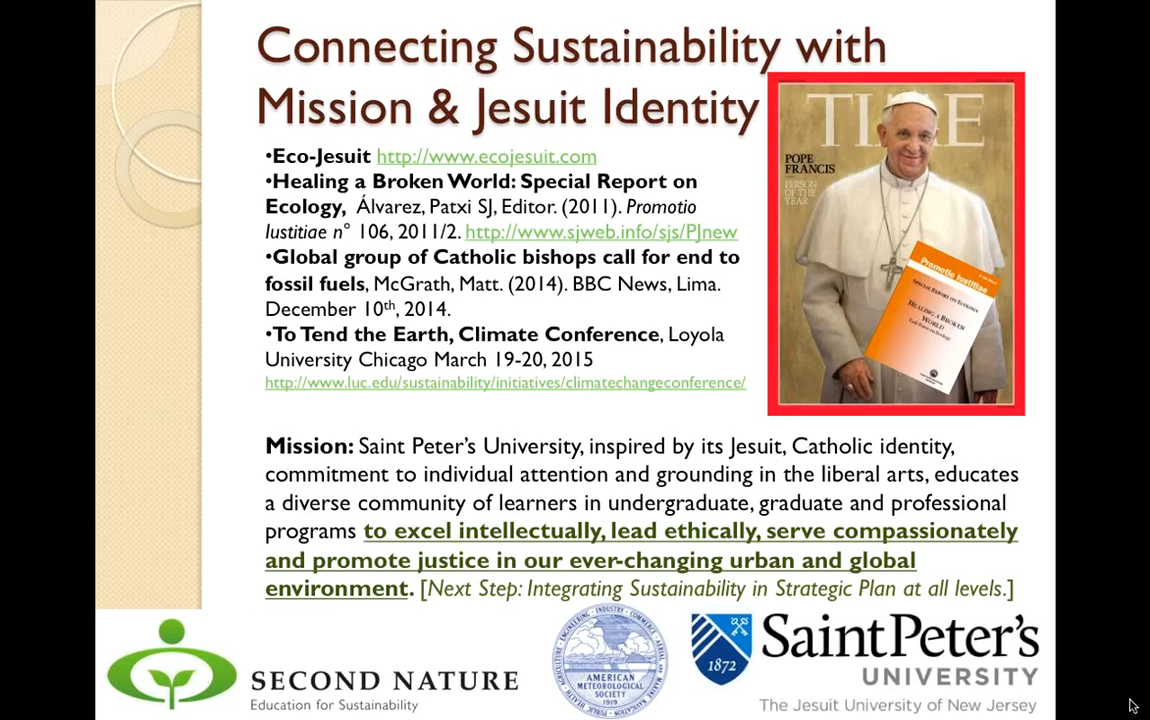 Connecting Sustainability with
Mission & Jesuit Identity
•Eco-Jesuit http://www.ecojesuit.com
•Healing a Broken World: Special Report on
Ecology, Álvarez, Patxi SJ, Editor. (2011). Promotio
Iustitiae n° 106, 2011/2. http://www.sjweb.info/sjs/PJnew
•Global group of Catholic bishops call for end to
fossil fuels, McGrath, Matt. (2014). BBC News, Lima.
December 10th, 2014.
•To Tend the Earth, Climate Conference, Loyola
University Chicago March 19-20, 2015
http://www.luc.edu/sustainability/initiatives/climatechangeconference/
TIME
POPE
FRANCIS
PERSON
OF THE
YEAR
Promotio Iustitiae
SPECIAL REPORT ON ECOLOGY
HEALING A BROKEN
WORLD
Mission: Saint Peter's University, inspired by its Jesuit, Catholic identity,
commitment to individual attention and grounding in the liberal arts, educates
a diverse community of learners in undergraduate, graduate and professional
programs to excel intellectually, lead ethically, serve compassionately
and promote justice in our ever-changing urban and global
environment. [Next Step: Integrating Sustainability in Strategic Plan at all levels.]
SECOND NATURE
Education for Sustainability
AMERICAN
METEOROLOGICAL
SOCIETY
1919
1872
Saint Peter's
UNIVERSITY
The Jesuit University of New Jersey